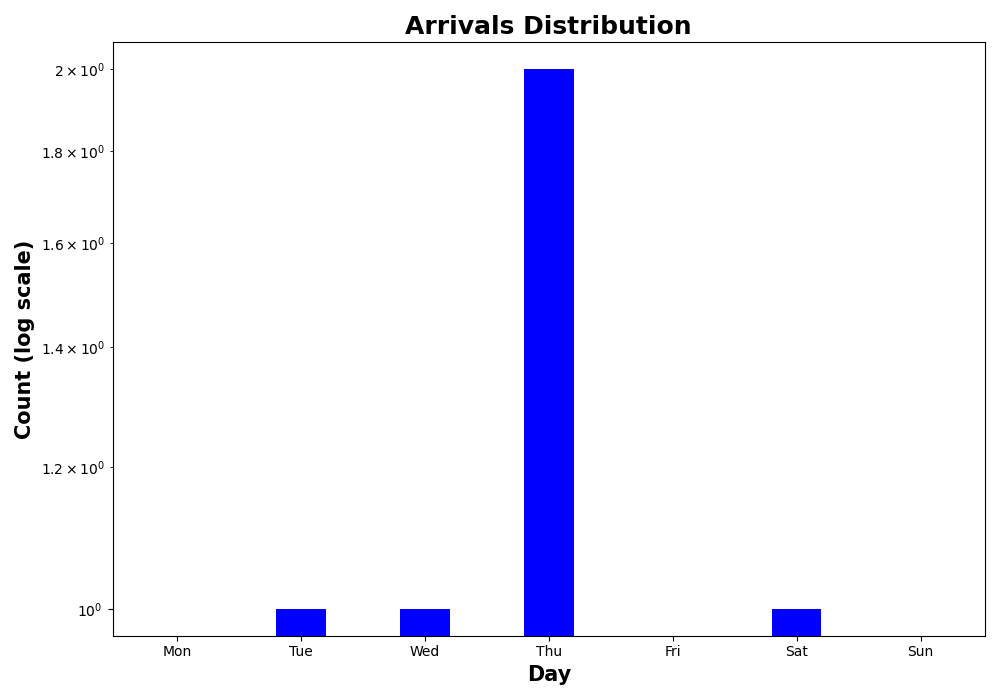 Arrivals Distribution
Count (log scale)
2 × 10⁰
1.8 × 10⁰
1.6 × 10⁰
1.4 × 10⁰
1.2 × 10⁰
10⁰
Mon Tue Wed Thu Fri Sat Sun
Day